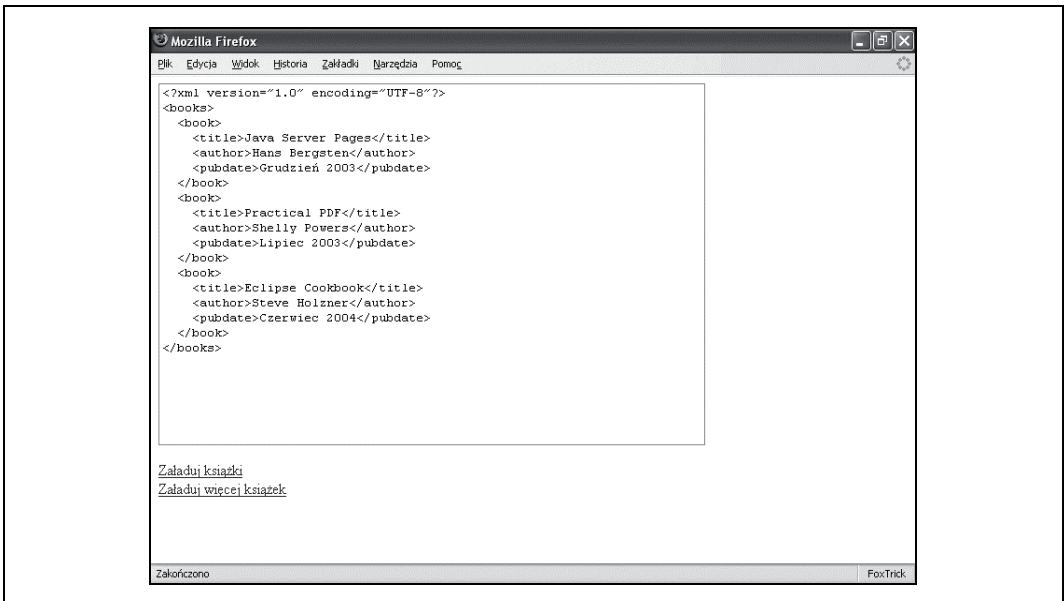 Mozilla Firefox
Plik Edycja Widok Historia Zakładki Narzędzia Pomoc
<?xml version="1.0" encoding="UTF-8"?>
<books>
<book>
<title>Java Server Pages</title>
<author>Hans Bergsten</author>
<pubdate>Grudzień 2003</pubdate>
</book>
<book>
<title>Practical PDF</title>
<author>Shelly Powers</author>
<pubdate>Lipiec 2003</pubdate>
</book>
<book>
<title>Eclipse Cookbook</title>
<author>Steve Holzner</author>
<pubdate>Czerwiec 2004</pubdate>
</book>
</books>
Załaduj książki
Załaduj więcej książek
Zakończono FoxTrick